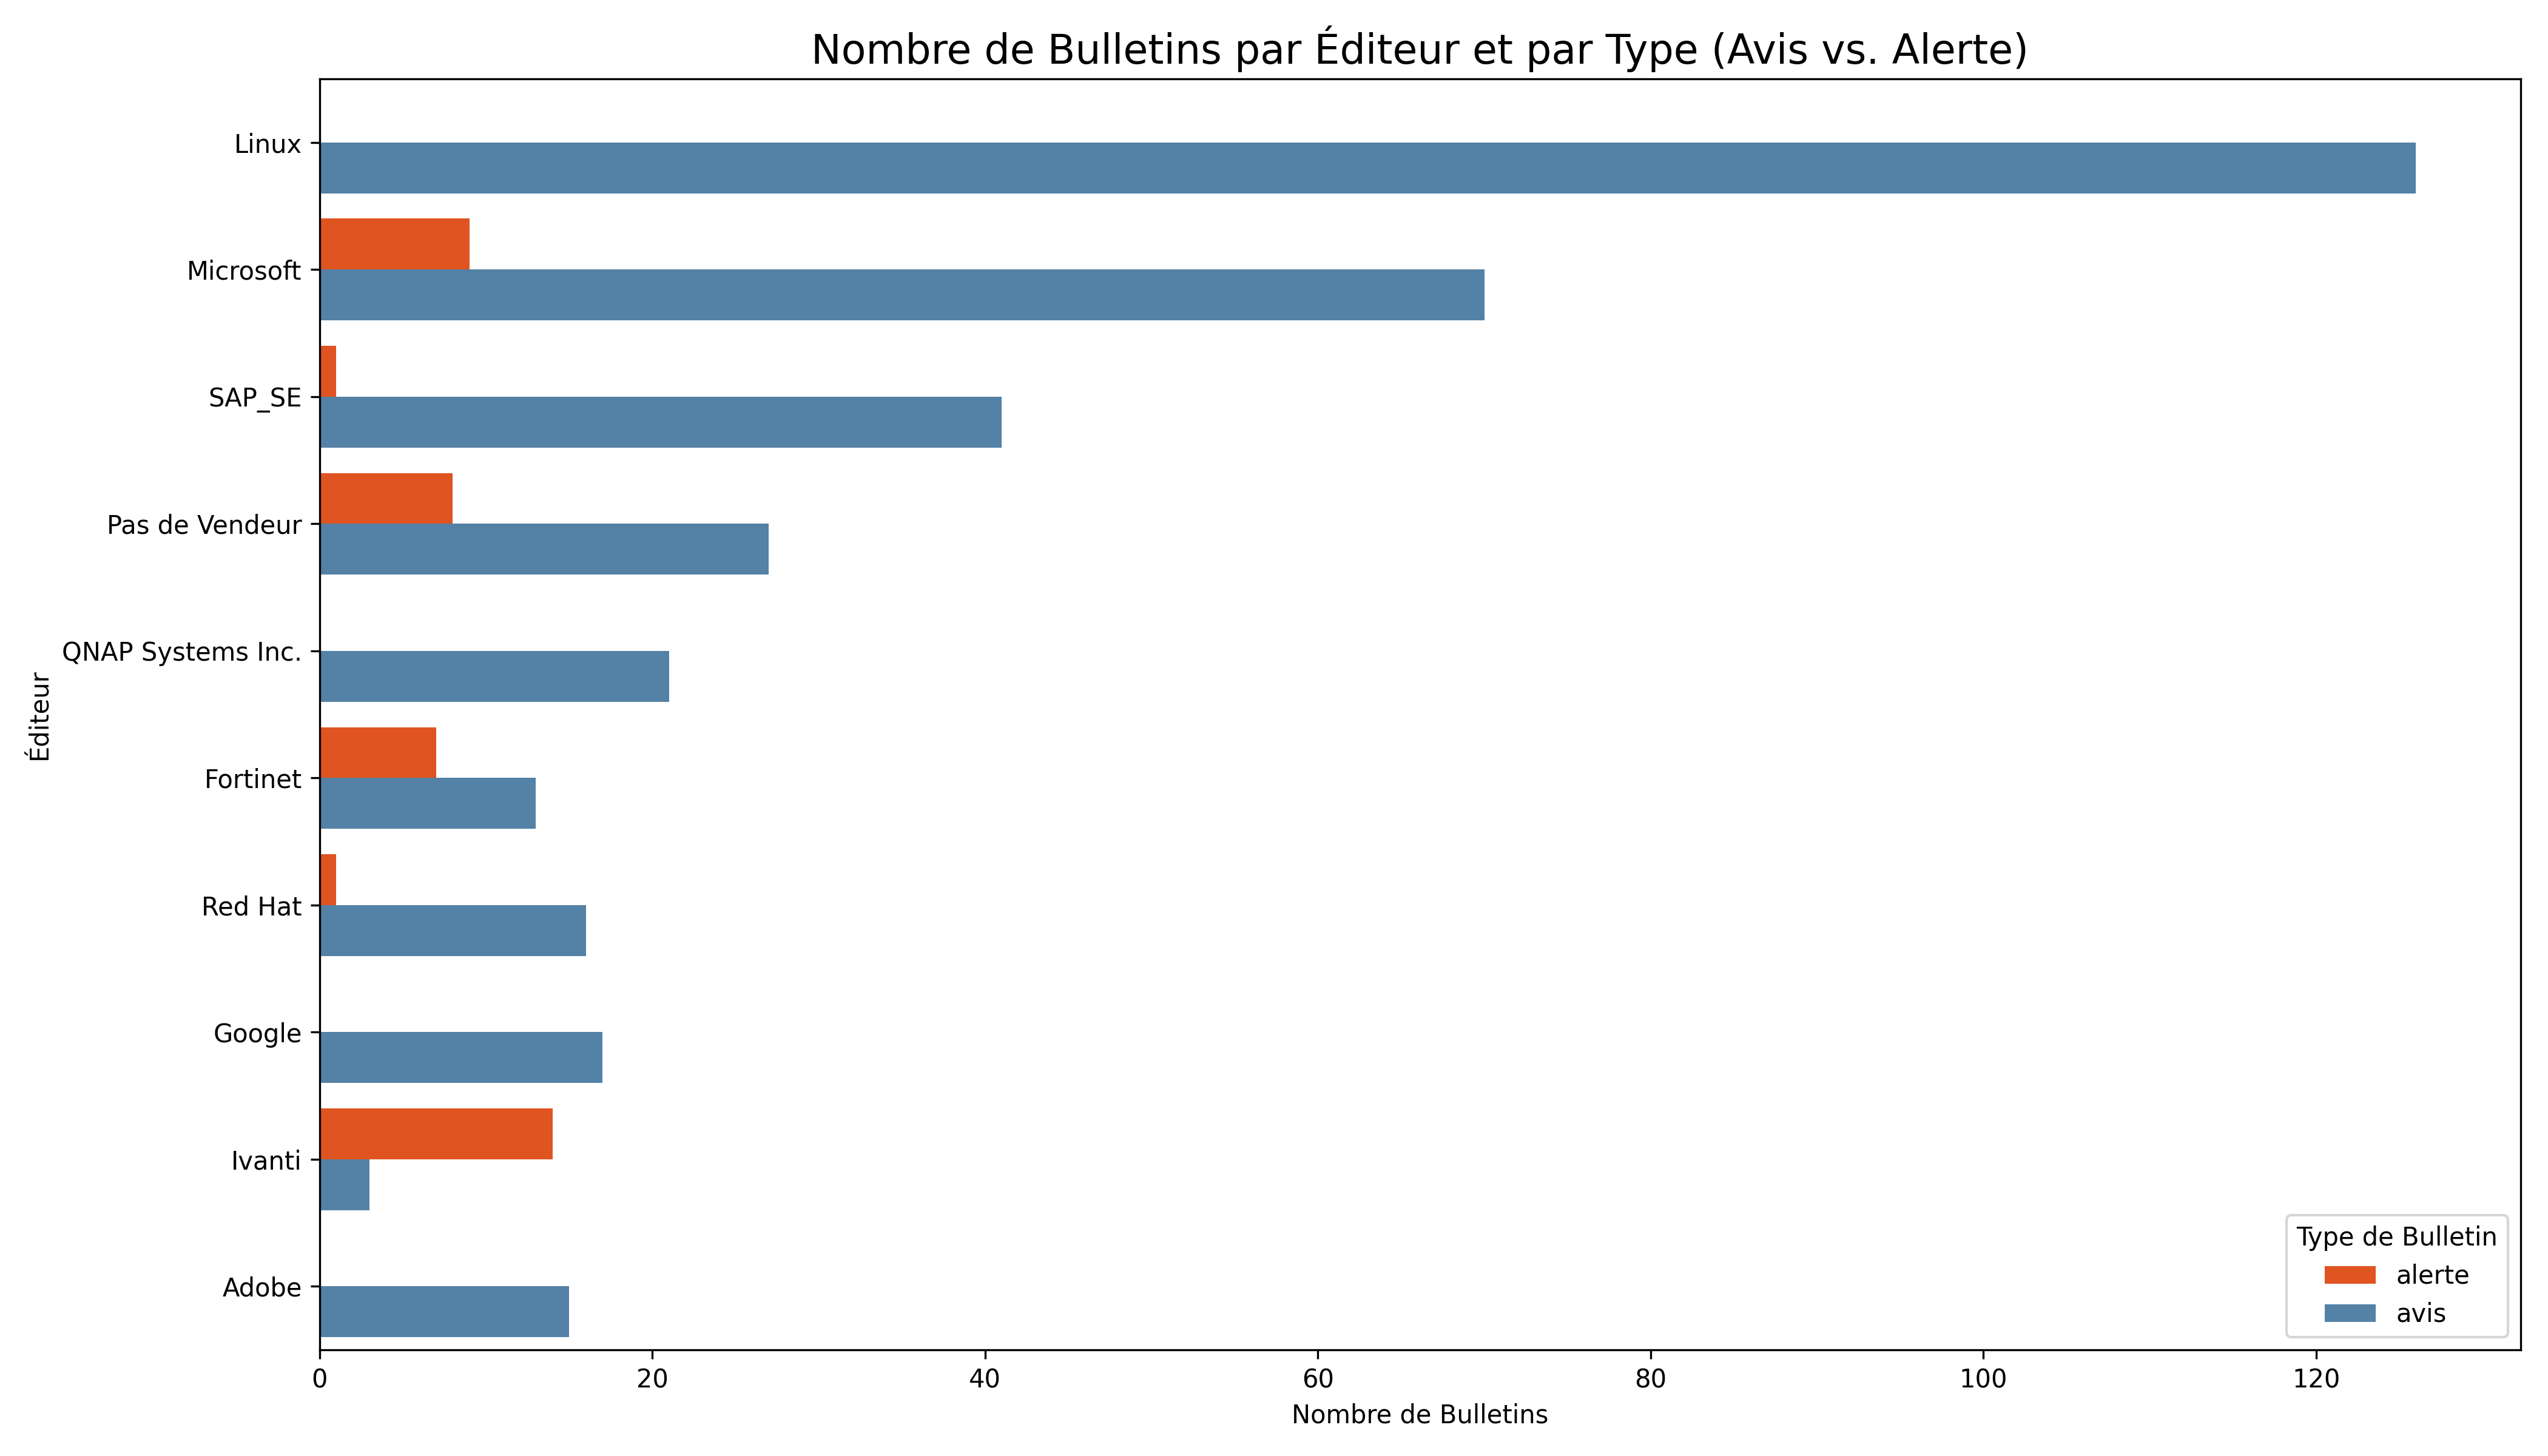 Nombre de Bulletins par Éditeur et par Type (Avis vs. Alerte)
Éditeur
Linux
Microsoft
SAP_SE
Pas de Vendeur
QNAP Systems Inc.
Fortinet
Red Hat
Google
Ivanti
Adobe
Type de Bulletin
alerte
avis
0 20 40 60 80 100 120
Nombre de Bulletins